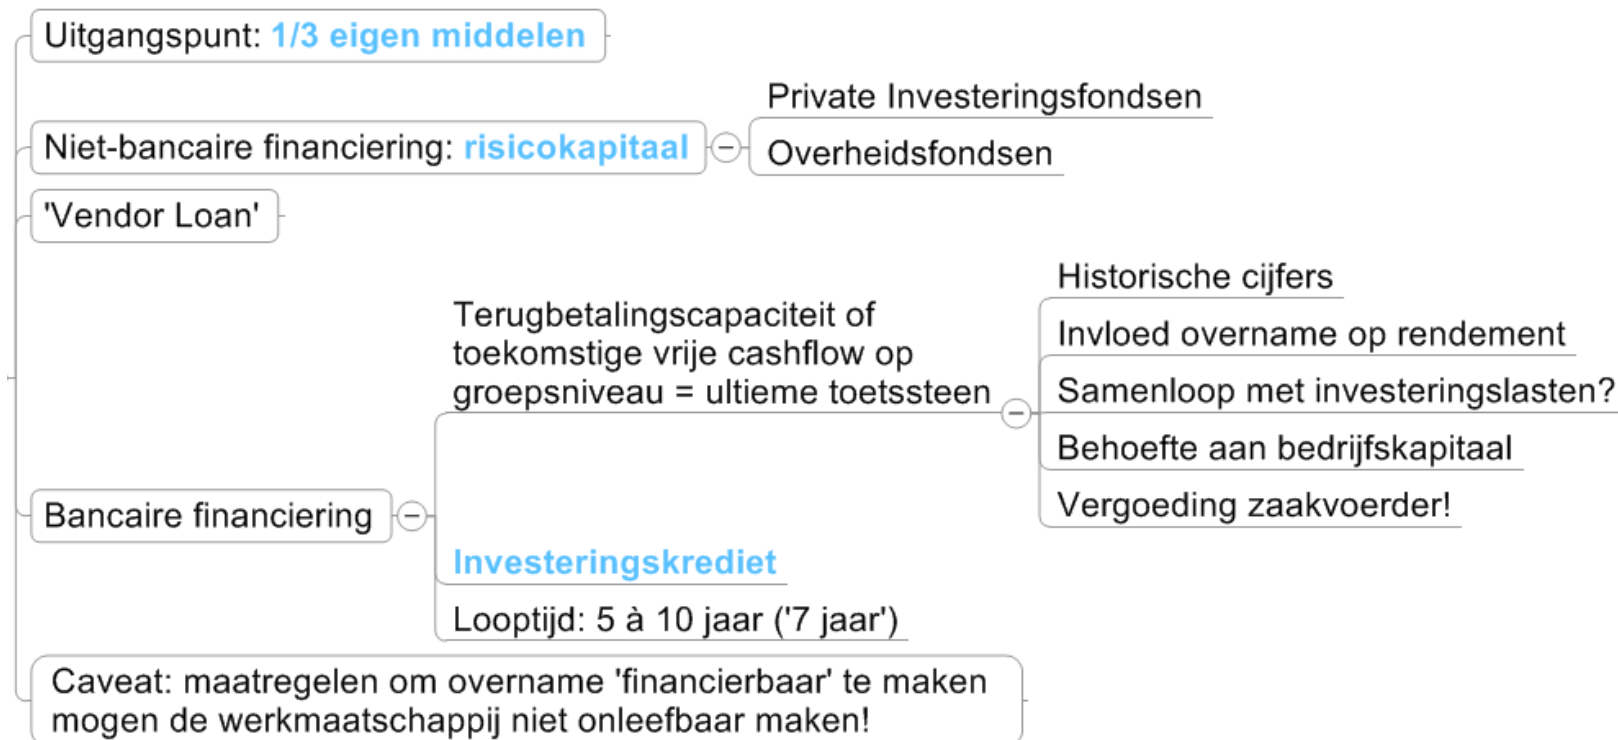 Uitgangspunt: 1/3 eigen middelen
Niet-bancaire financiering: risicokapitaal
Private Investeringsfondsen
Overheidsfondsen
'Vendor Loan'
Bancaire financiering
Terugbetalingscapaciteit of
toekomstige vrije cashflow op
groepsniveau = ultieme toetssteen
Historische cijfers
Invloed overname op rendement
Samenloop met investeringslasten?
Behoefte aan bedrijfskapitaal
Vergoeding zaakvoerder!
Investeringskrediet
Looptijd: 5 à 10 jaar ('7 jaar')
Caveat: maatregelen om overname 'financierbaar' te maken
mogen de werkmaatschappij niet onleefbaar maken!